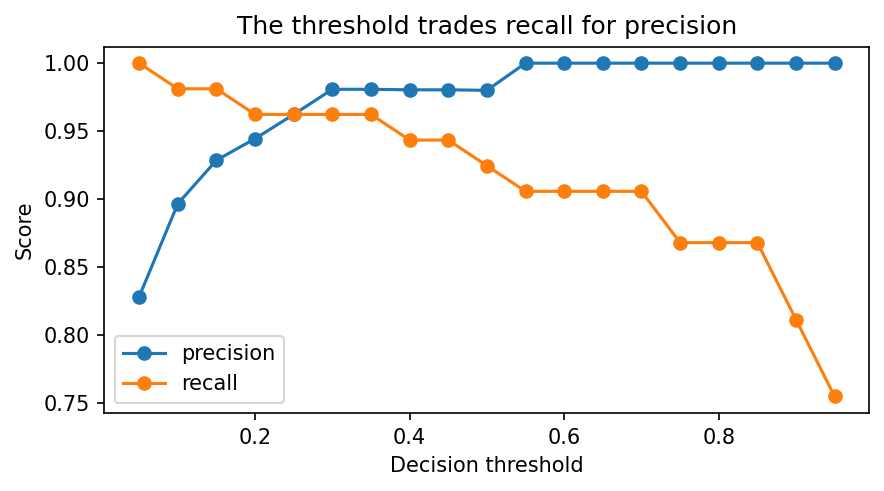 The threshold trades recall for precision
Score
1.00
0.95
0.90
0.85
0.80
0.75
precision
recall
0.2
0.4
0.6
0.8
Decision threshold